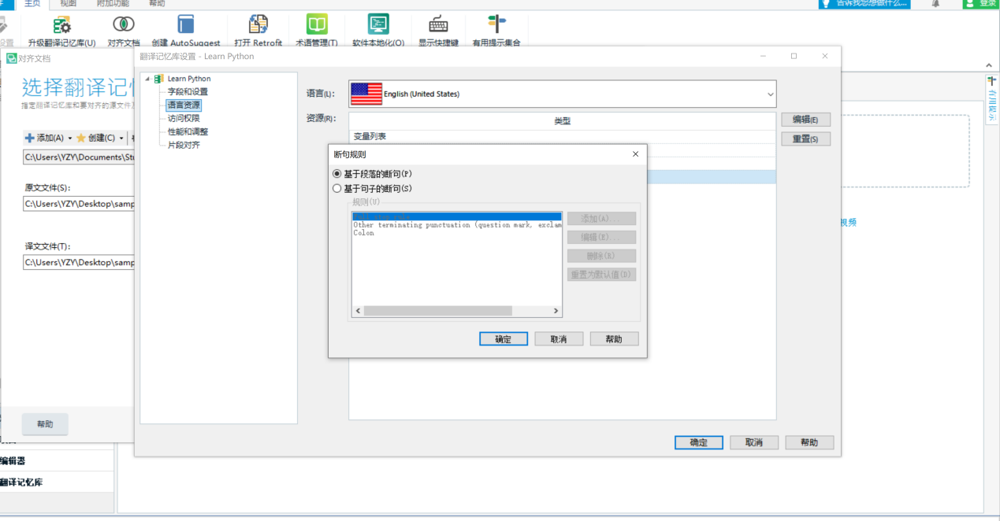 主页
视图
附加功能
帮助
告诉我您想做什么...
登录
升级翻译记忆库(U)
对齐文档
创建 AutoSuggest
打开 Retrofit
术语管理(T)
软件本地化(O)
显示快捷键
有用提示集合
对齐文档
选择翻译记忆
指定翻译记忆库和要对齐的源文件
添加(A)
创建(C)
C:\Users\YZY\Documents\Stu
原文文件(S):
C:\Users\YZY\Desktop\samp
译文文件(T):
C:\Users\YZY\Desktop\samp
帮助
编辑器
翻译记忆库
翻译记忆库设置 - Learn Python
Learn Python
字段和设置
语言资源
访问权限
性能和调整
片段对齐
语言(L):
English (United States)
资源(R):
类型
变量列表
编辑(E)
重置(S)
断句规则
基于段落的断句(P)
基于句子的断句(S)
规则(U)
Full stop rule
Other terminating punctuation (question mark, exclam
Colon
添加(A)...
编辑(E)...
删除(R)
重置为默认值(D)
确定
取消
帮助
确定
取消
帮助
视频
有用提示